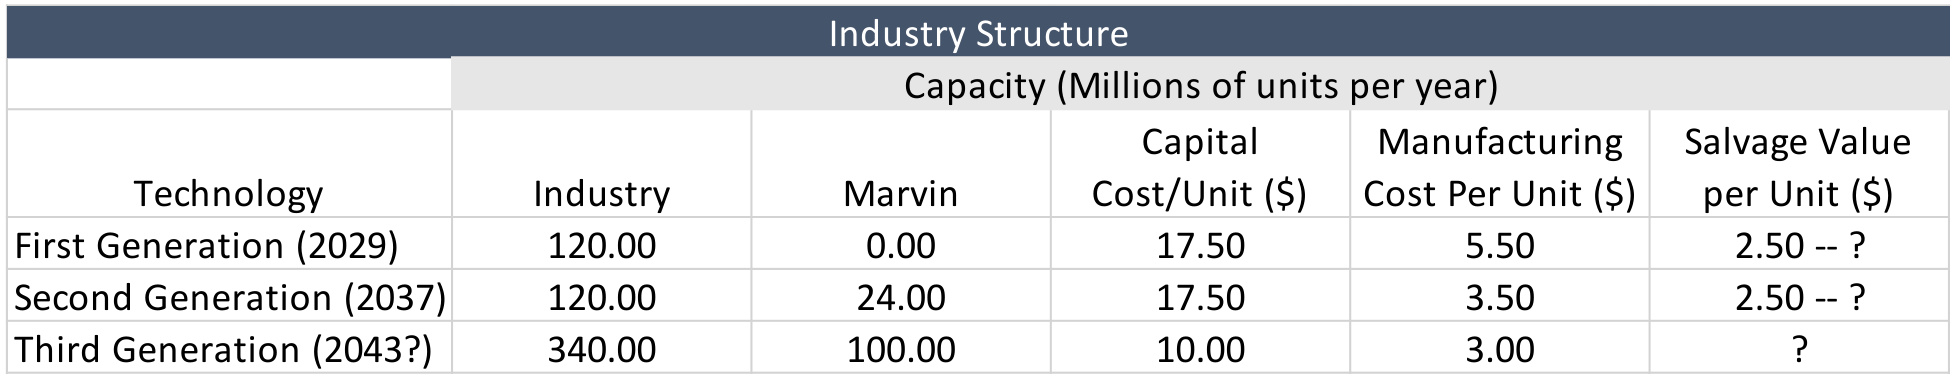 Industry Structure
Capacity (Millions of units per year)
Technology Industry Marvin Capital Cost/Unit ($) Manufacturing Cost Per Unit ($) Salvage Value per Unit ($)
First Generation (2029) 120.00 0.00 17.50 5.50 2.50 -- ?
Second Generation (2037) 120.00 24.00 17.50 3.50 2.50 -- ?
Third Generation (2043?) 340.00 100.00 10.00 3.00 ?